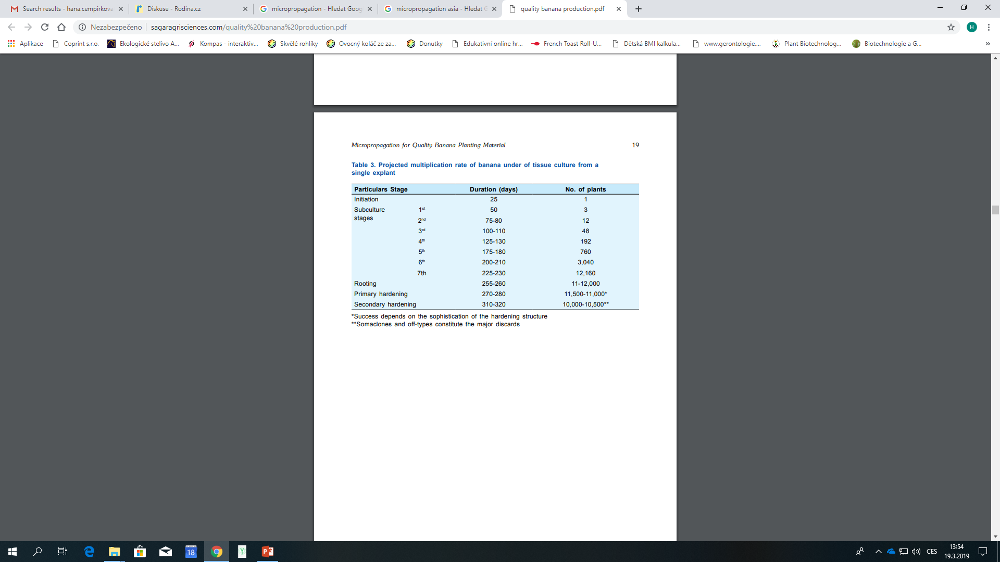 Search results - hana.cempirkova
Diskuse - Rodina.cz
micropropagation - Hledat Goog
micropropagation asia - Hledat G
quality banana production.pdf
Nezabezpečeno
sagaragrisciences.com/quality%20banana%20production.pdf
H
Aplikace
Coprint s.r.o.
Ekologické stelivo A...
Kompas - interaktiv...
Skvělé rohlíky
Ovocný koláč ze za...
Donutky
Edukativní online hr...
French Toast Roll-U...
Dětská BMI kalkula...
www.gerontologie....
Plant Biotechnolog...
Biotechnologie a G...
»
Micropropagation for Quality Banana Planting Material 19
Table 3. Projected multiplication rate of banana under of tissue culture from a
single explant
Particulars Stage Duration (days) No. of plants
Initiation 25 1
Subculture 1st 50 3
stages
2nd 75-80 12
3rd 100-110 48
4th 125-130 192
5th 175-180 760
6th 200-210 3,040
7th 225-230 12,160
Rooting 255-260 11-12,000
Primary hardening 270-280 11,500-11,000*
Secondary hardening 310-320 10,000-10,500**
*Success depends on the sophistication of the hardening structure
**Somaclones and off-types constitute the major discards
18
CES
13:54
19.3.2019